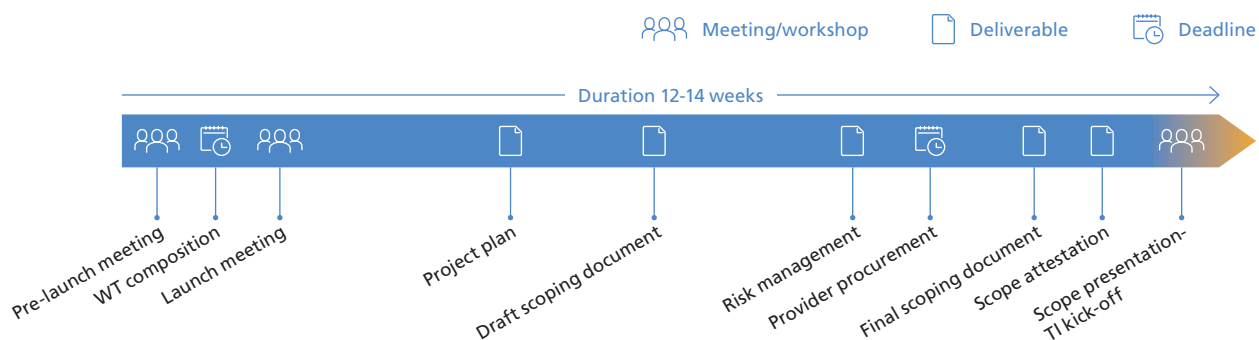 Meeting/workshop
Deliverable
Deadline
Duration 12-14 weeks
Pre-launch meeting
WT composition
Launch meeting
Project plan
Draft scoping document
Risk management
Provider procurement
Final scoping document
Scope attestation
Scope presentation-
TI kick-off